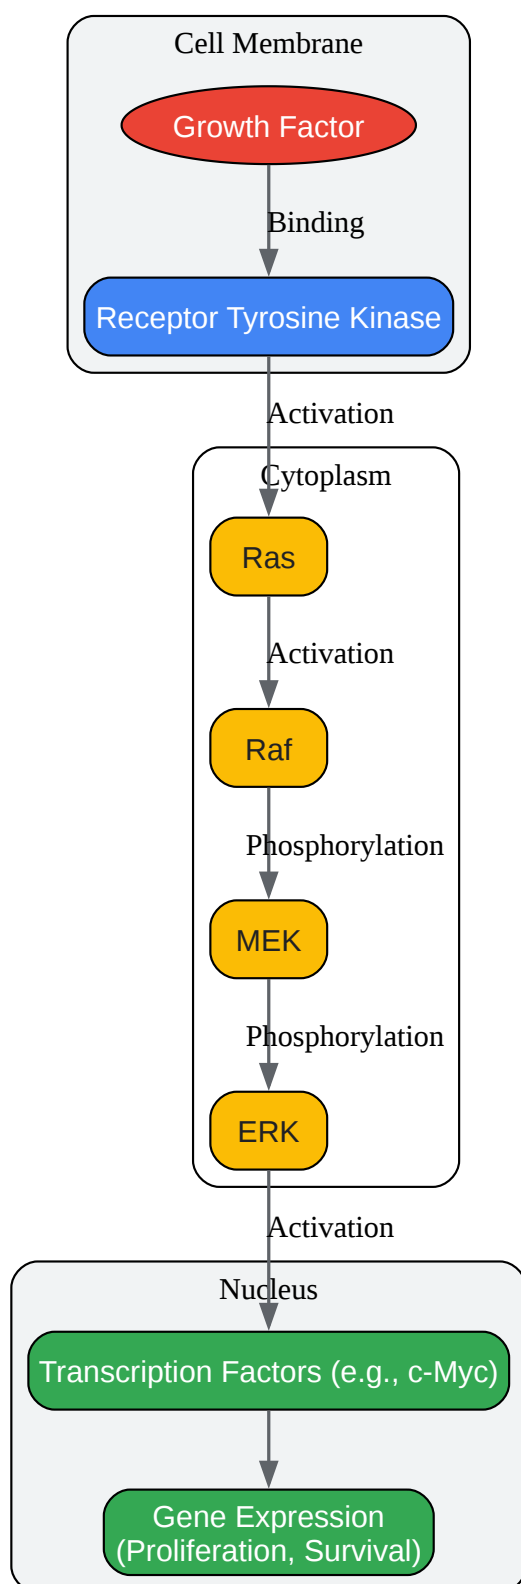 Cell Membrane
Growth Factor
Binding
Receptor Tyrosine Kinase
Activation
Cytoplasm
Ras
Activation
Raf
Phosphorylation
MEK
Phosphorylation
ERK
Activation
Nucleus
Transcription Factors (e.g., c-Myc)
Gene Expression
(Proliferation, Survival)